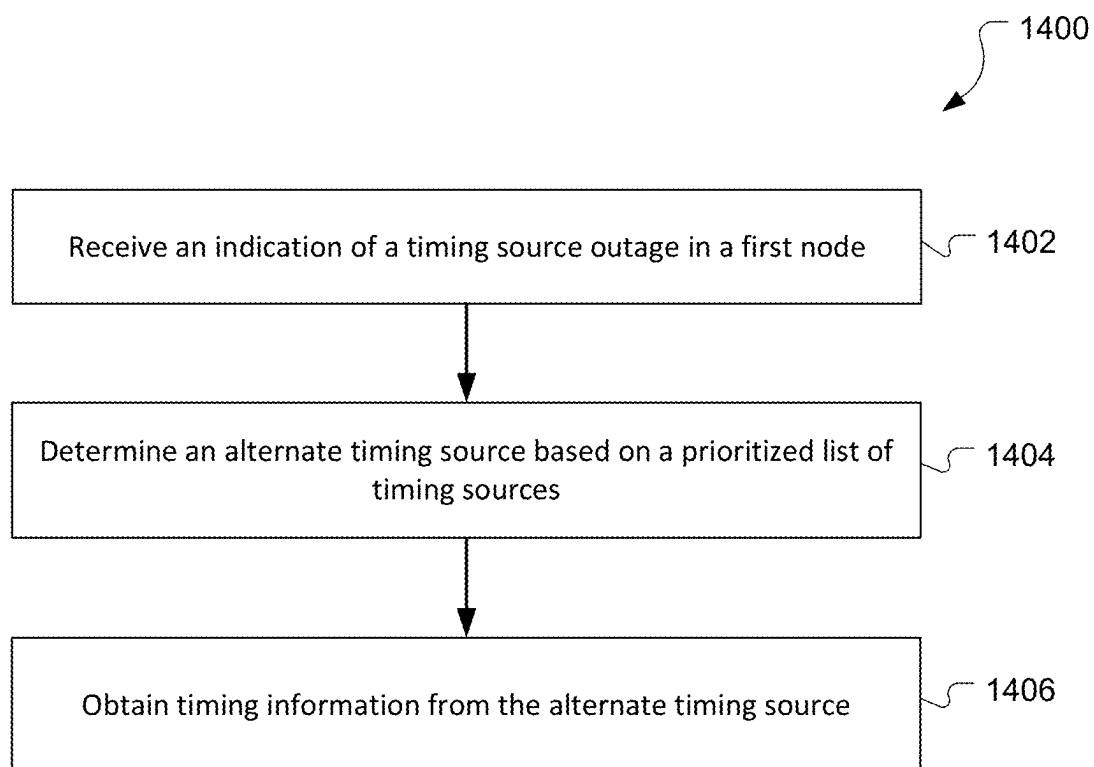 1400
Receive an indication of a timing source outage in a first node
1402
Determine an alternate timing source based on a prioritized list of
timing sources
1404
Obtain timing information from the alternate timing source
1406